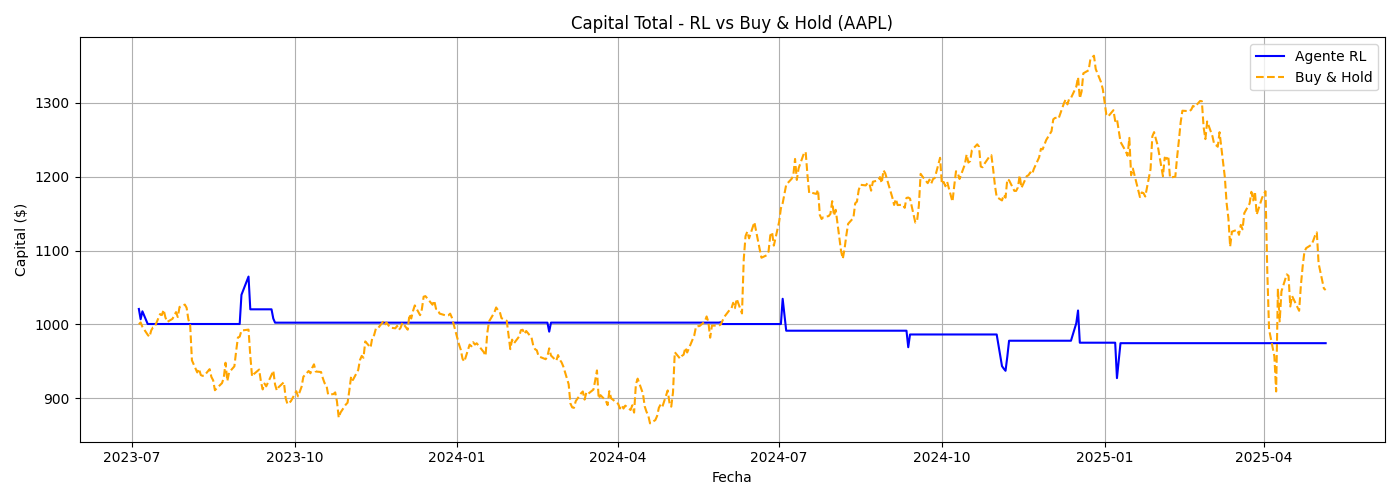 Capital Total - RL vs Buy & Hold (AAPL)
Agente RL
Buy & Hold
Capital ($)
1300
1200
1100
1000
900
2023-07 2023-10 2024-01 2024-04 2024-07 2024-10 2025-01 2025-04
Fecha